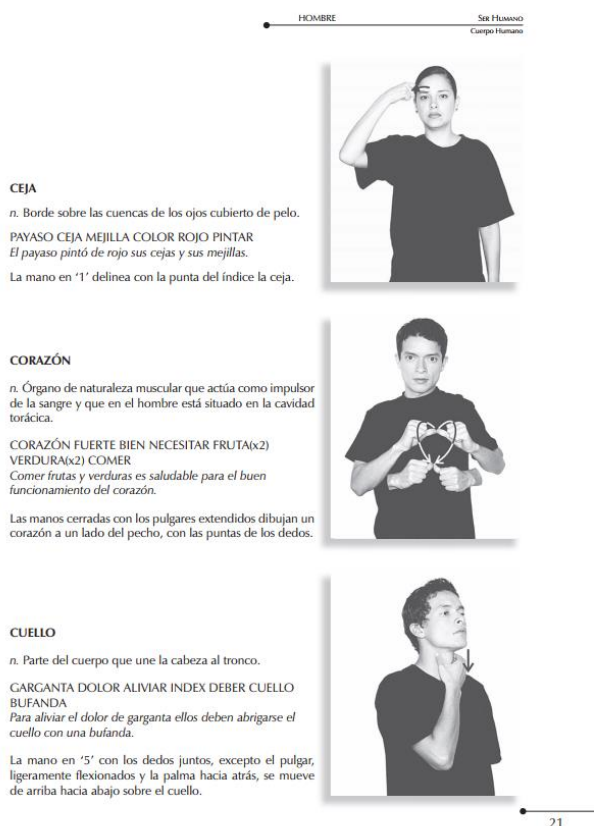 HOMBRE
SER HUMANO
Cuerpo Humano
CEJA
n. Borde sobre las cuencas de los ojos cubierto de pelo.
PAYASO CEJA MEJILLA COLOR ROJO PINTAR
El payaso pintó de rojo sus cejas y sus mejillas.
La mano en ‘1’ delinea con la punta del índice la ceja.
CORAZÓN
n. Órgano de naturaleza muscular que actúa como impulsor
de la sangre y que en el hombre está situado en la cavidad
torácica.
CORAZÓN FUERTE BIEN NECESITAR FRUTA(x2)
VERDURA(x2) COMER
Comer frutas y verduras es saludable para el buen
funcionamiento del corazón.
Las manos cerradas con los pulgares extendidos dibujan un
corazón a un lado del pecho, con las puntas de los dedos.
CUELLO
n. Parte del cuerpo que une la cabeza al tronco.
GARGANTA DOLOR ALIVIAR INDEX DEBER CUELLO
BUFANDA
Para aliviar el dolor de garganta ellos deben abrigarse el
cuello con una bufanda.
La mano en ‘5’ con los dedos juntos, excepto el pulgar,
ligeramente flexionados y la palma hacia atrás, se mueve
de arriba hacia abajo sobre el cuello.
21